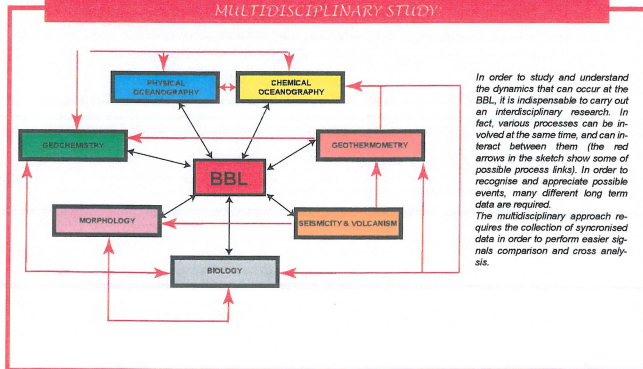 MULTIDISCIPLINARY STUDY
PHYSICAL
OCEANOGRAPHY
CHEMICAL
OCEANOGRAPHY
GEOCHEMISTRY
GEOTHERMOMETRY
BBL
MORPHOLOGY
SEISMICITY & VOLCANISM
BIOLOGY
In order to study and understand
the dynamics that can occur at the
BBL, it is indispensable to carry out
an interdisciplinary research. In
fact, various processes can be in-
volved at the same time, and can in-
teract between them (the red
arrows in the sketch show some of
possible process links). In order to
recognise and appreciate possible
events, many different long term
data are required.
The multidisciplinary approach re-
quires the collection of syncronised
data in order to perform easier sig-
nals comparison and cross analy-
sis.